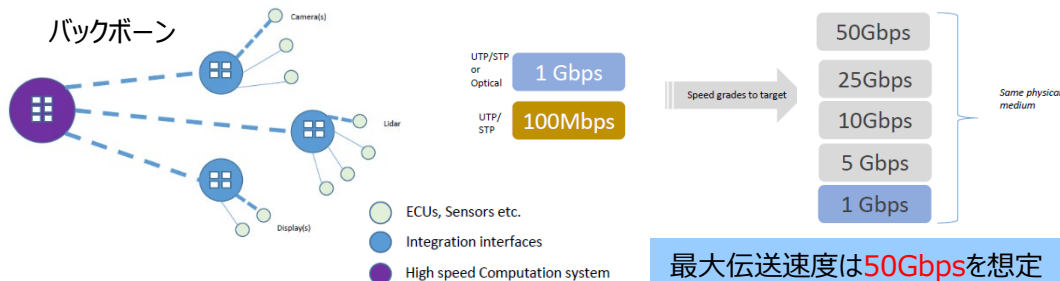 バックボーン
Camera(s)
Lidar
Display(s)
ECUs, Sensors etc.
Integration interfaces
High speed Computation system
UTP/STP
or
Optical
1 Gbps
UTP/
STP
100Mbps
Speed grades to target
50Gbps
25Gbps
10Gbps
5 Gbps
1 Gbps
Same physical
medium
最大伝送速度は50Gbpsを想定